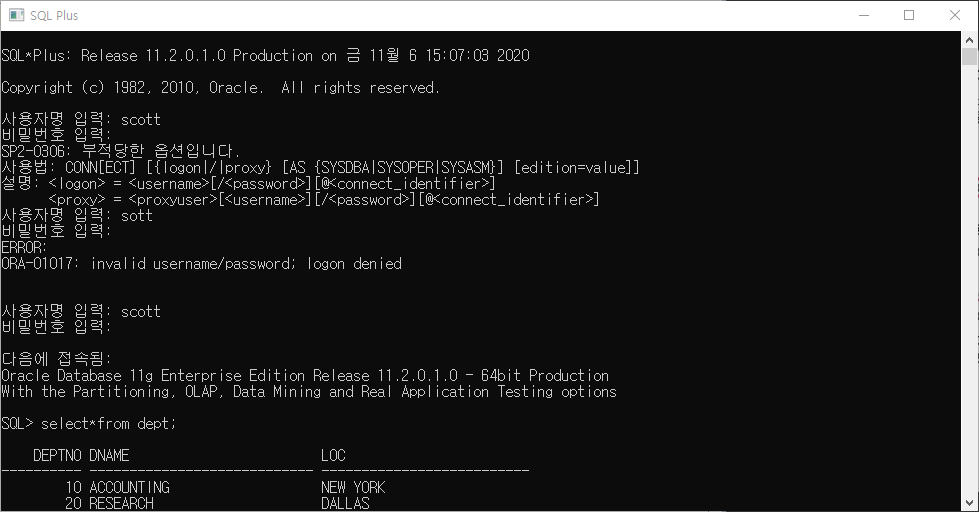 SQL Plus
SQL*Plus: Release 11.2.0.1.0 Production on 금 11월 6 15:07:03 2020
Copyright (c) 1982, 2010, Oracle.  All rights reserved.
사용자명 입력: scott
비밀번호 입력:
SP2-0306: 부적당한 옵션입니다.
사용법: CONN[ECT] [{logon|/|proxy} [AS {SYSDBA|SYSOPER|SYSASM}] [edition=value]]
설명: <logon> = <username>[/<password>][@<connect_identifier>]
      <proxy> = <proxyuser>[<username>][/<password>][@<connect_identifier>]
사용자명 입력: sott
비밀번호 입력:
ERROR:
ORA-01017: invalid username/password; logon denied
사용자명 입력: scott
비밀번호 입력:
다음에 접속됨:
Oracle Database 11g Enterprise Edition Release 11.2.0.1.0 - 64bit Production
With the Partitioning, OLAP, Data Mining and Real Application Testing options
SQL> select*from dept;
    DEPTNO DNAME                        LOC
---------- ---------------------------- --------------------------
        10 ACCOUNTING                   NEW YORK
        20 RESEARCH                     DALLAS